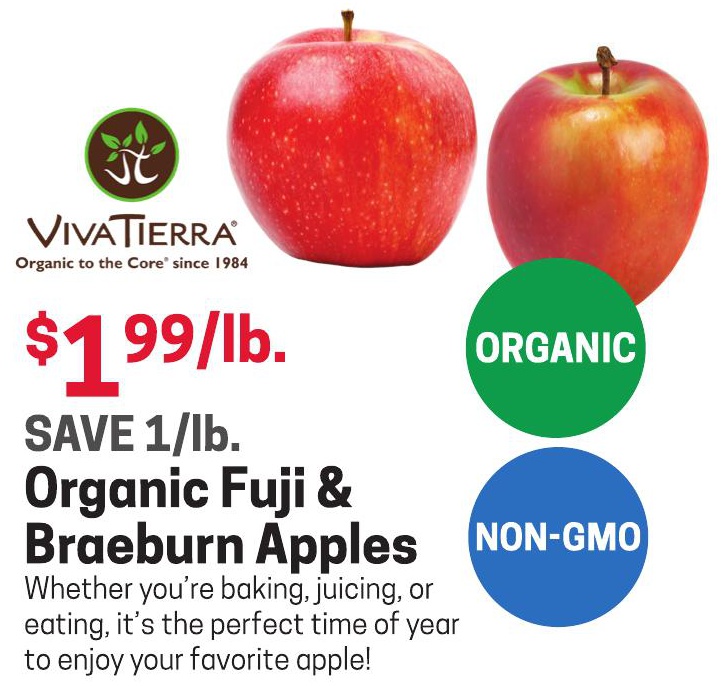 VIVATIERRA®
Organic to the Core® since 1984
$1 99/lb.
SAVE 1/lb.
Organic Fuji &
Braeburn Apples
Whether you're baking, juicing, or
eating, it's the perfect time of year
to enjoy your favorite apple!
ORGANIC
NON-GMO